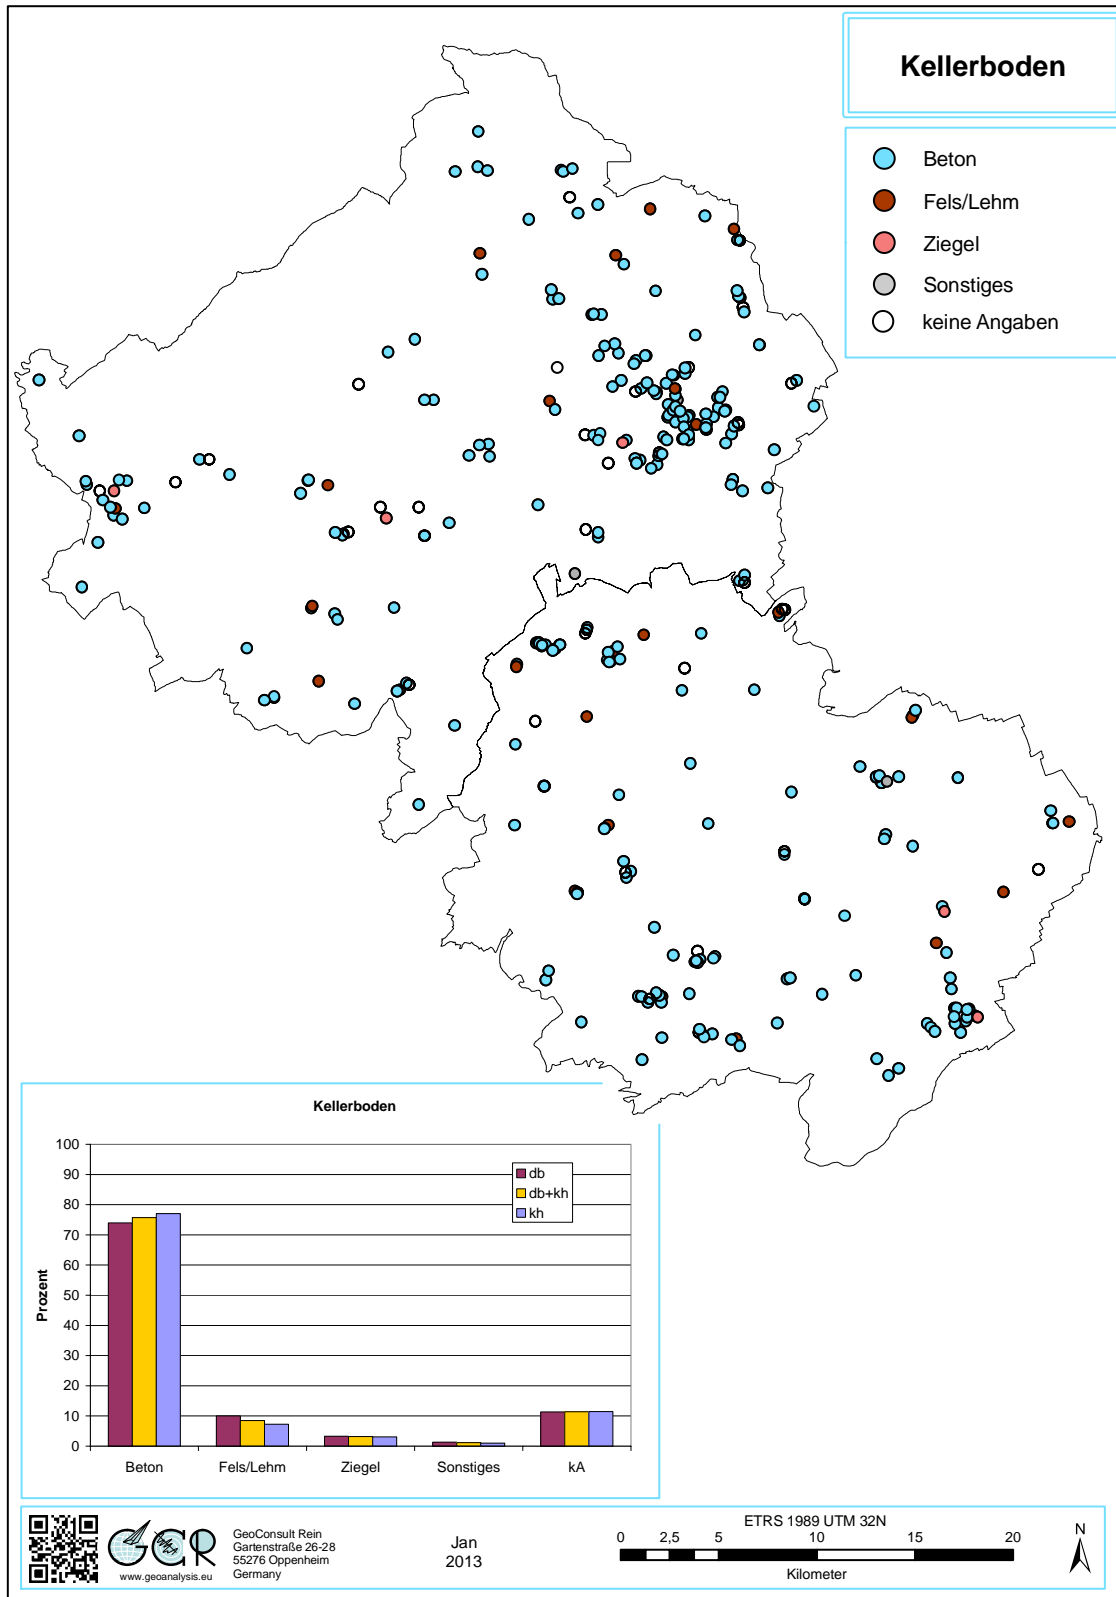 Kellerboden
Beton
Fels/Lehm
Ziegel
Sonstiges
keine Angaben
Kellerboden
100
90
80
70
60
50
40
30
20
10
0
Prozent
db
db+kh
kh
Beton Fels/Lehm Ziegel Sonstiges kA
GCR
www.geoanalysis.eu
GeoConsult Rein
Gartenstraße 26-28
55276 Oppenheim
Germany
Jan
2013
ETRS 1989 UTM 32N
0 2,5 5 10 15 20
Kilometer
N